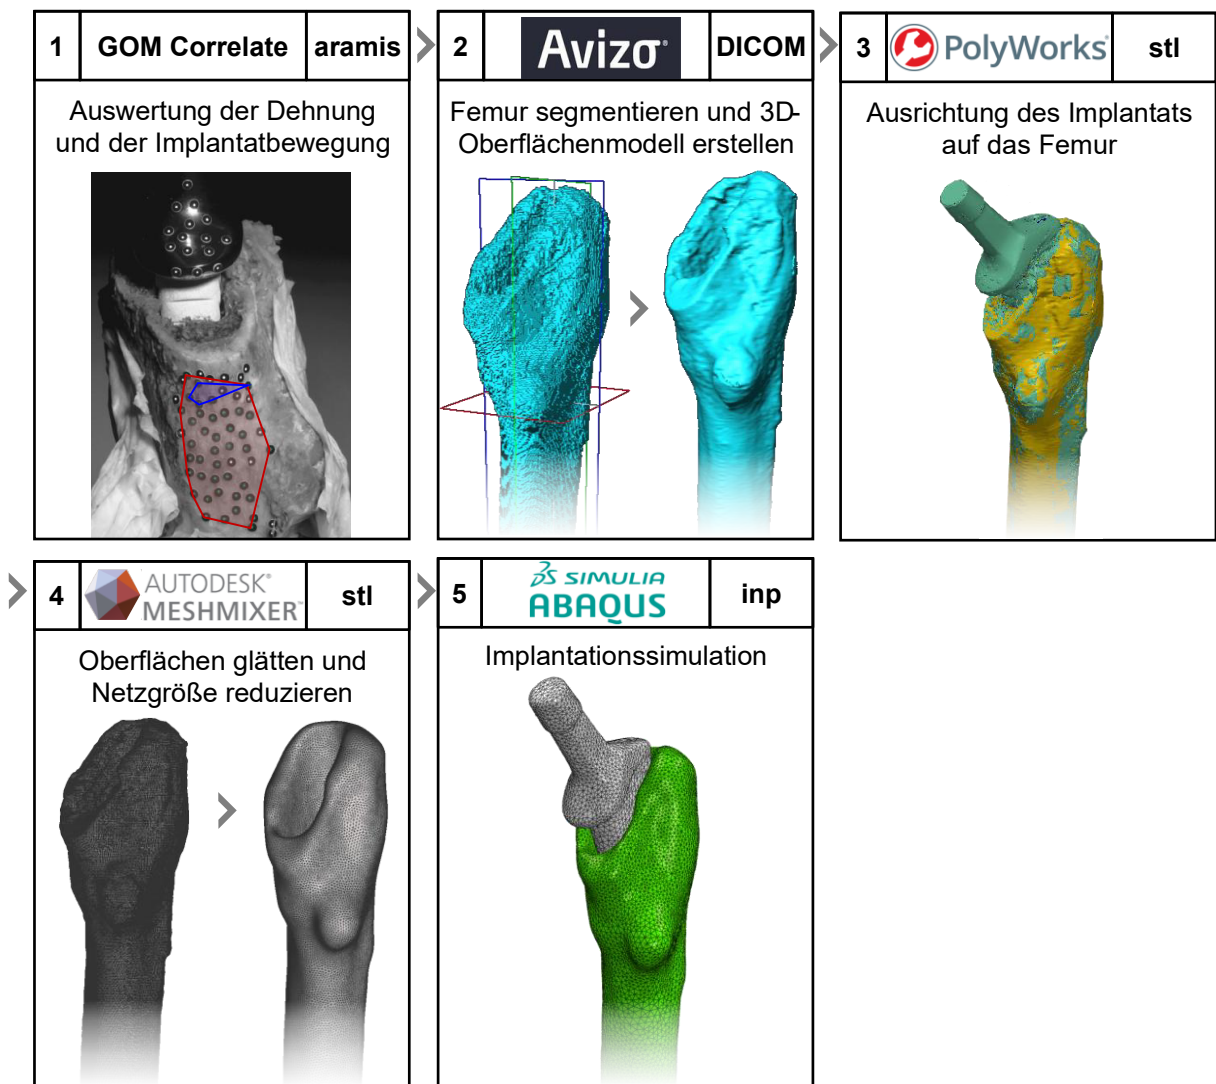 1 GOM Correlate aramis
Auswertung der Dehnung
und der Implantatbewegung
2 Avizo® DICOM
Femur segmentieren und 3D-
Oberflächenmodell erstellen
3 PolyWorks® stl
Ausrichtung des Implantats
auf das Femur
4 AUTODESK® MESHMIXER™ stl
Oberflächen glätten und
Netzgröße reduzieren
5 3DS SIMULIA ABAQUS inp
Implantationssimulation